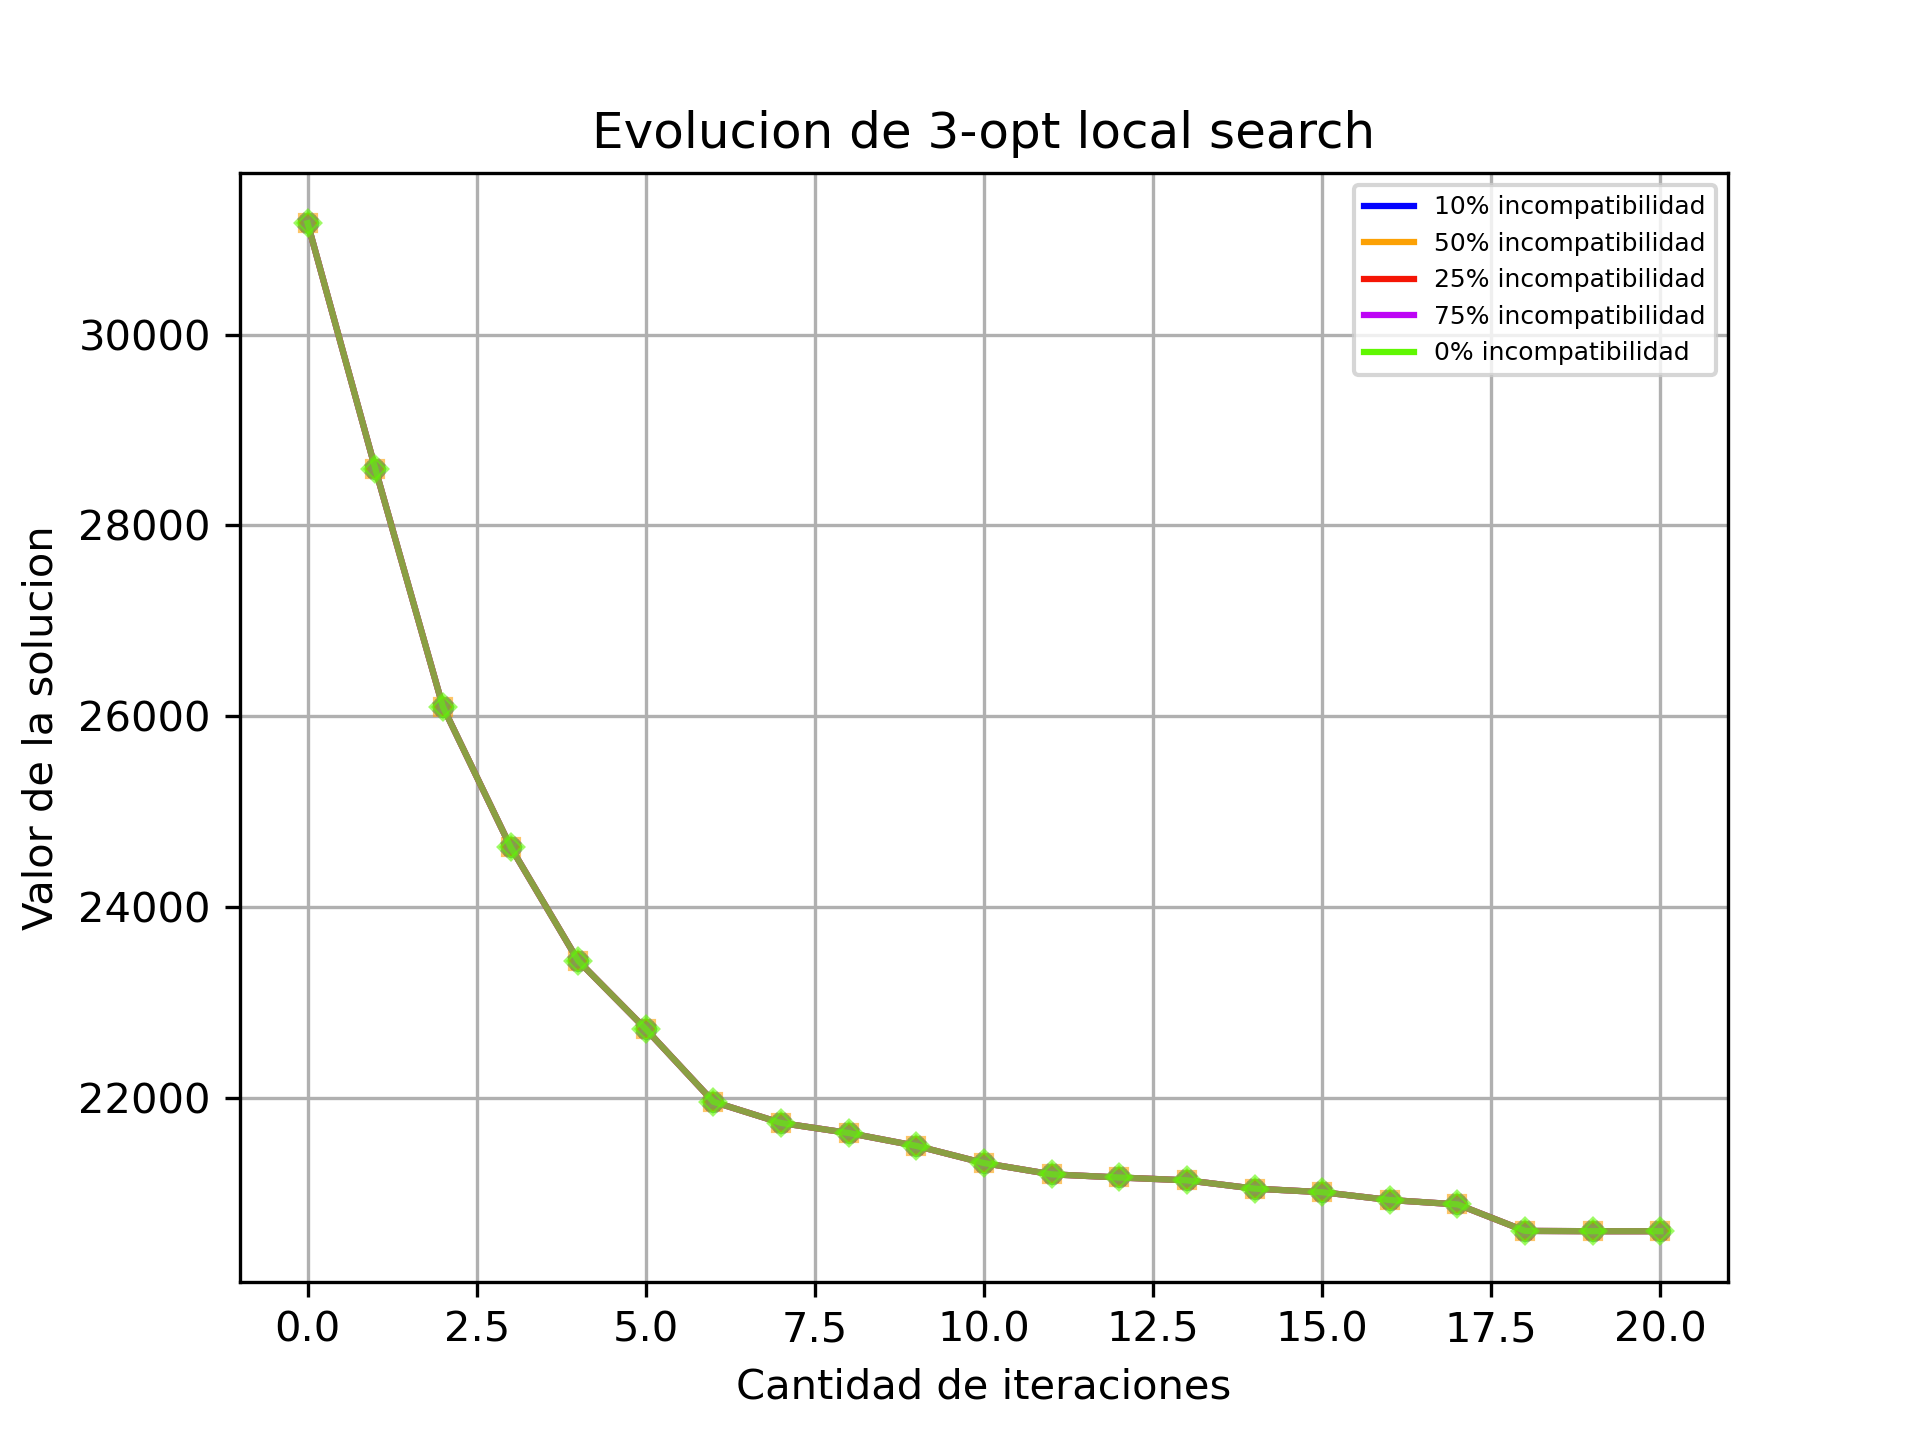 Evolucion de 3-opt local search
10% incompatibilidad
50% incompatibilidad
25% incompatibilidad
75% incompatibilidad
0% incompatibilidad
Valor de la solucion
30000
28000
26000
24000
22000
0.0 2.5 5.0 7.5 10.0 12.5 15.0 17.5 20.0
Cantidad de iteraciones